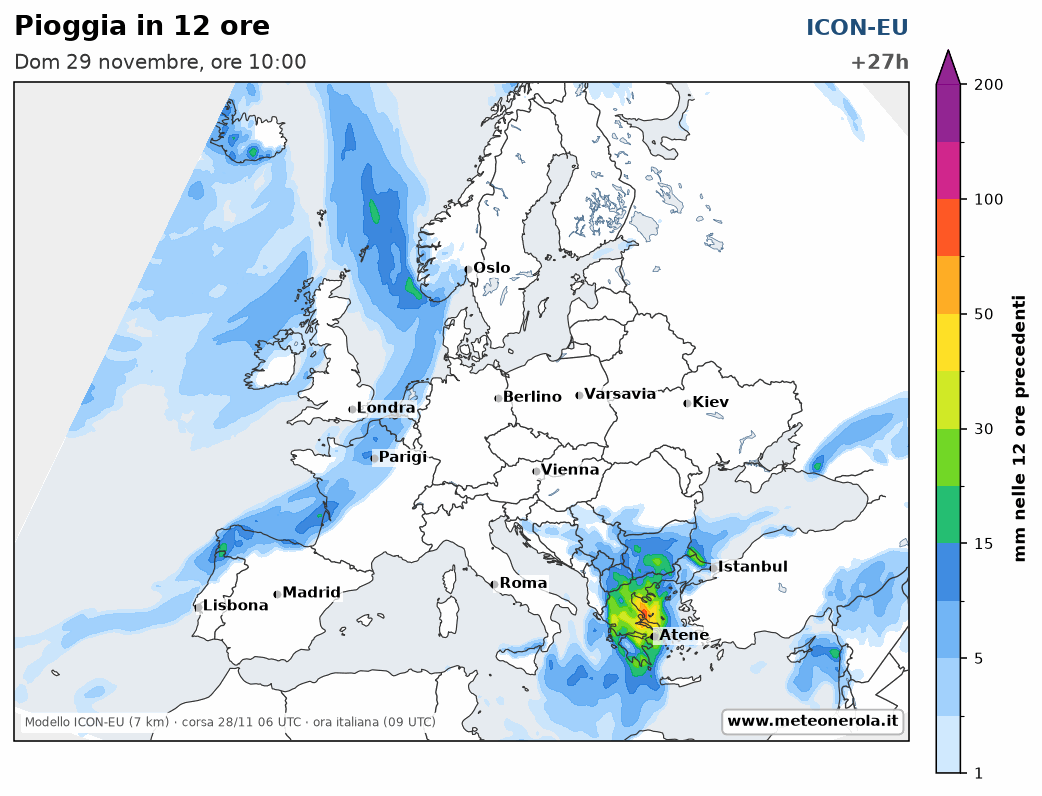 Pioggia in 12 ore
ICON-EU
Dom 29 novembre, ore 10:00
+27h
200
100
50
30
15
5
1
mm nelle 12 ore precedenti
Oslo
Berlino
Varsavia
Kiev
Londra
Parigi
Vienna
Istanbul
Roma
Madrid
Lisbona
Atene
Modello ICON-EU (7 km) · corsa 28/11 06 UTC · ora italiana (09 UTC)
www.meteonerola.it